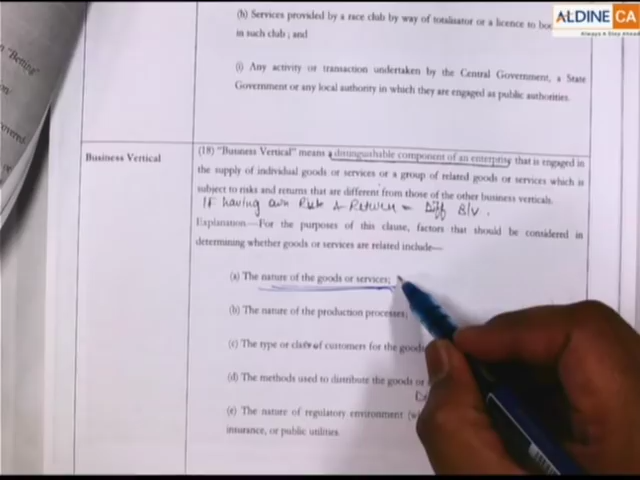 ALDINE CA
Always A Step Ahead
"Betting"
(h) Services provided by a race club by way of totalisator or a licence to
in such club; and
(i) Any activity or transaction undertaken by the Central Government, a State
Government or any local authority in which they are engaged as public authorities.
Business Vertical
(18) "Business Vertical" means a distinguishable component of an enterprise that is engaged in
the supply of individual goods or services or a group of related goods or services which is
subject to risks and returns that are different from those of the other business verticals.
IF having own Risk & Return = Diff B/V.
Explanation—For the purposes of this clause, factors that should be considered in
determining whether goods or services are related include—
(a) The nature of the goods or services;
(b) The nature of the production processes;
(c) The type or class of customers for the goods
(d) The methods used to distribute the goods or
(e) The nature of regulatory environment
insurance, or public utilities